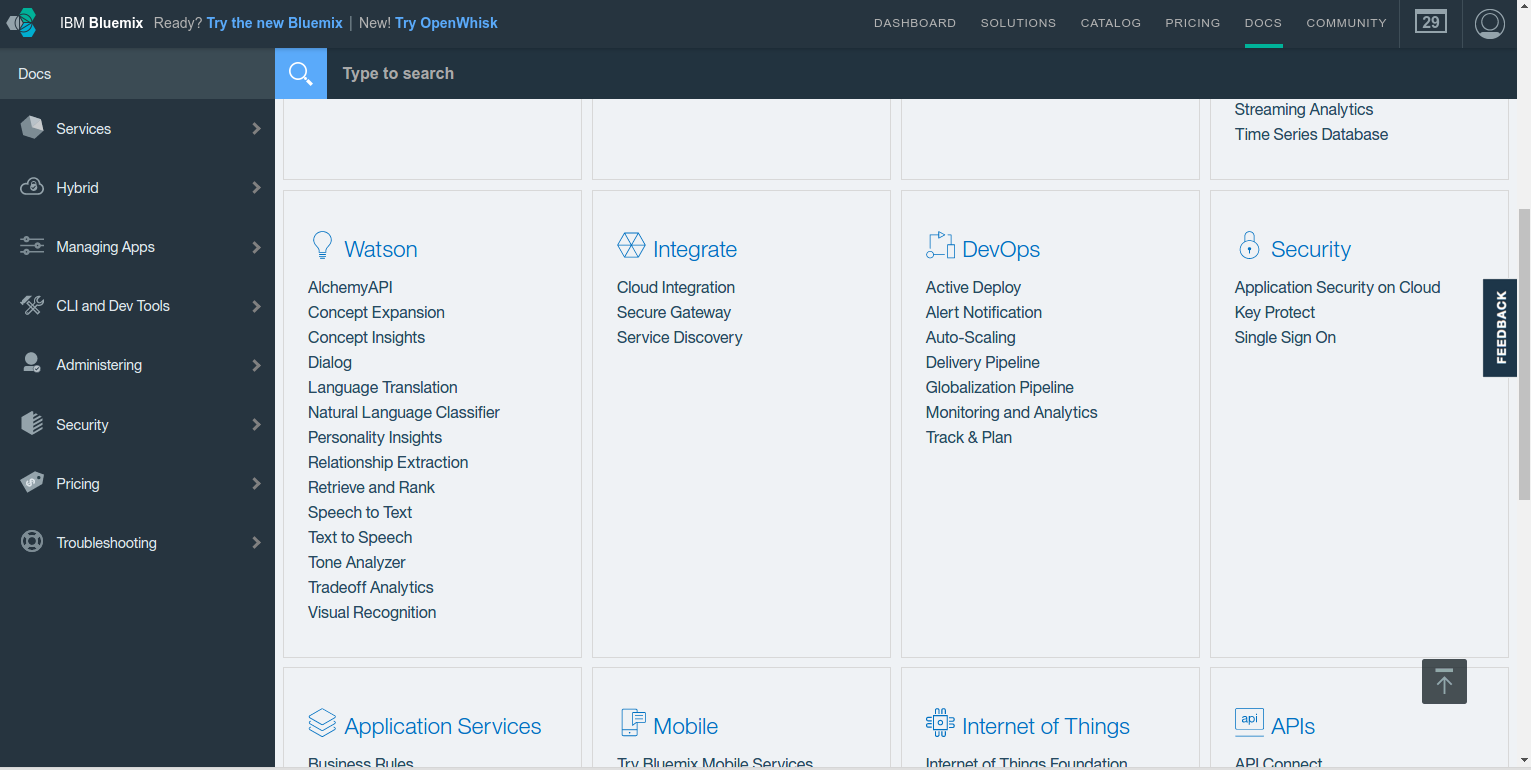 IBM Bluemix Ready? Try the new Bluemix | New! Try OpenWhisk
DASHBOARD SOLUTIONS CATALOG PRICING DOCS COMMUNITY 29
Docs
Type to search
Services
Hybrid
Managing Apps
CLI and Dev Tools
Administering
Security
Pricing
Troubleshooting
Streaming Analytics
Time Series Database
Watson
AlchemyAPI
Concept Expansion
Concept Insights
Dialog
Language Translation
Natural Language Classifier
Personality Insights
Relationship Extraction
Retrieve and Rank
Speech to Text
Text to Speech
Tone Analyzer
Tradeoff Analytics
Visual Recognition
Integrate
Cloud Integration
Secure Gateway
Service Discovery
DevOps
Active Deploy
Alert Notification
Auto-Scaling
Delivery Pipeline
Globalization Pipeline
Monitoring and Analytics
Track & Plan
Security
Application Security on Cloud
Key Protect
Single Sign On
FEEDBACK
Application Services
Business Rules
Mobile
Try Bluemix Mobile Services
Internet of Things
Internet of Things Foundation
api APIs
API Connect